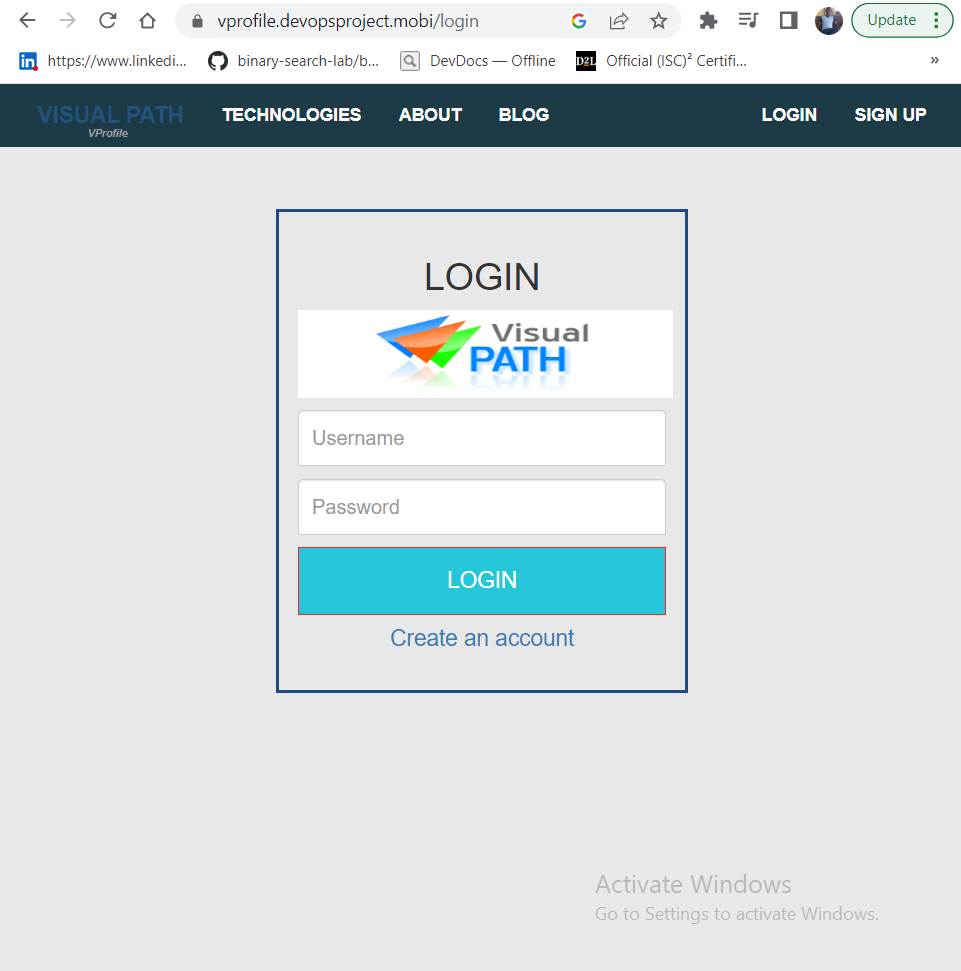 vprofile.devopsproject.mobi/login
Update
https://www.linkedi...
binary-search-lab/b...
DevDocs — Offline
D2L
Official (ISC)² Certifi...
»
VISUAL PATH
VProfile
TECHNOLOGIES
ABOUT
BLOG
LOGIN
SIGN UP
LOGIN
Visual
PATH
Username
Password
LOGIN
Create an account
Activate Windows
Go to Settings to activate Windows.